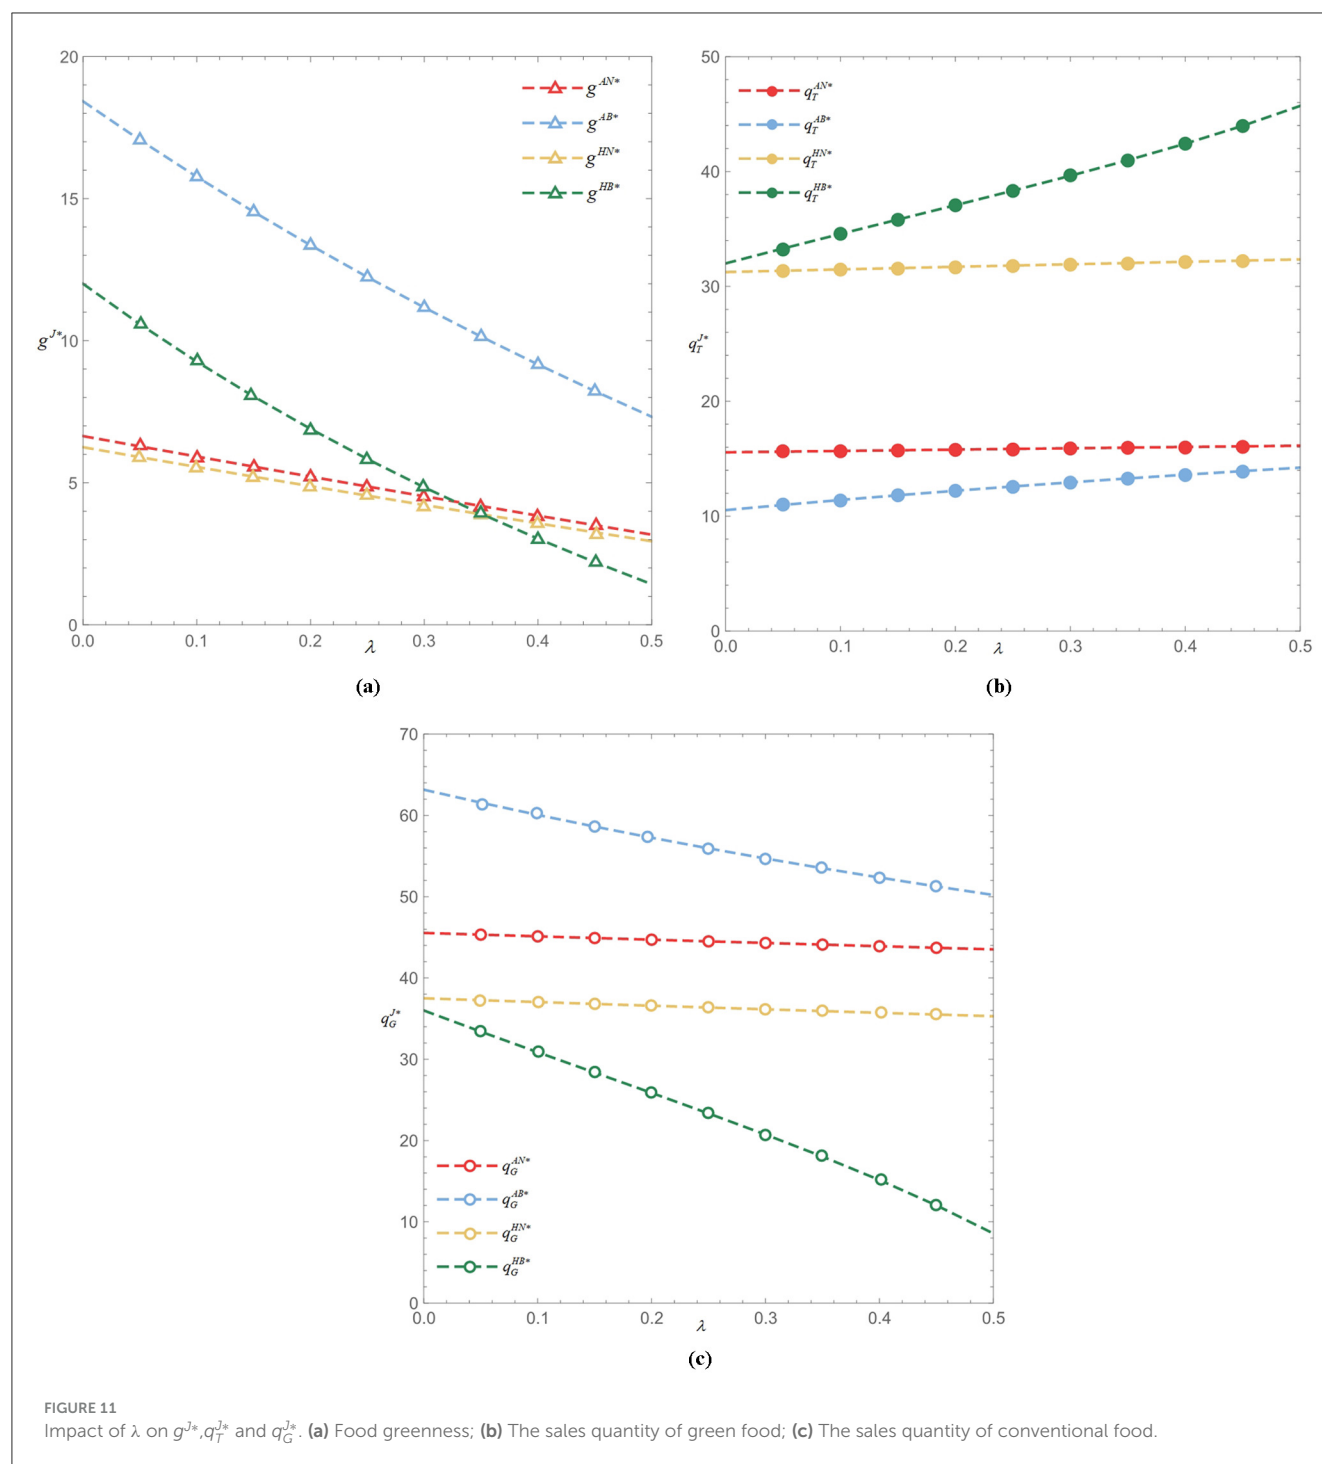 20
15
10
5
0
g^{J*}
g^{AN*}
g^{AB*}
g^{HN*}
g^{HB*}
0.0 0.1 0.2 0.3 0.4 0.5
λ
(a)
50
40
30
20
10
0
q_T^{J*}
q_T^{AN*}
q_T^{AB*}
q_T^{HN*}
q_T^{HB*}
0.0 0.1 0.2 0.3 0.4 0.5
λ
(b)
70
60
50
40
30
20
10
0
q_G^{J*}
q_G^{AN*}
q_G^{AB*}
q_G^{HN*}
q_G^{HB*}
0.0 0.1 0.2 0.3 0.4 0.5
λ
(c)
FIGURE 11
Impact of λ on g^{J*},q_T^{J*} and q_G^{J*}. (a) Food greenness; (b) The sales quantity of green food; (c) The sales quantity of conventional food.